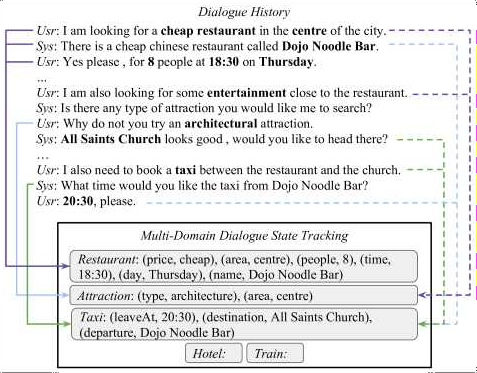 Dialogue History
Usr: I am looking for a cheap restaurant in the centre of the city.
Sys: There is a cheap chinese restaurant called Dojo Noodle Bar.
Usr: Yes please , for 8 people at 18:30 on Thursday.
...
Usr: I am also looking for some entertainment close to the restaurant.
Sys: Is there any type of attraction you would like me to search?
Usr: Why do not you try an architectural attraction.
Sys: All Saints Church looks good , would you like to head there?
...
Usr: I also need to book a taxi between the restaurant and the church.
Sys: What time would you like the taxi from Dojo Noodle Bar?
Usr: 20:30, please.
Multi-Domain Dialogue State Tracking
Restaurant: (price, cheap), (area, centre), (people, 8), (time,
18:30), (day, Thursday), (name, Dojo Noodle Bar)
Attraction: (type, architecture), (area, centre)
Taxi: (leaveAt, 20:30), (destination, All Saints Church),
(departure, Dojo Noodle Bar)
Hotel: Train: